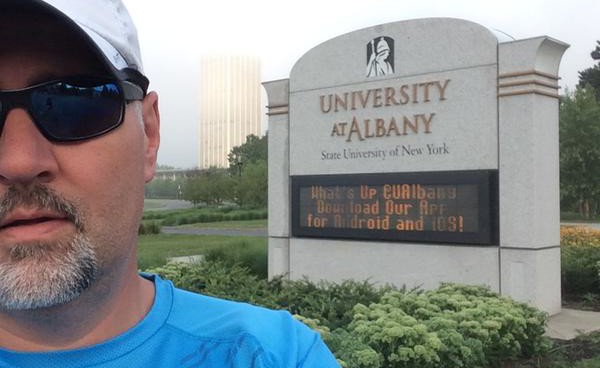 UNIVERSITY
AT ALBANY
State University of New York
What's Up @UAlbany
Download Our App
for Android and iOS!